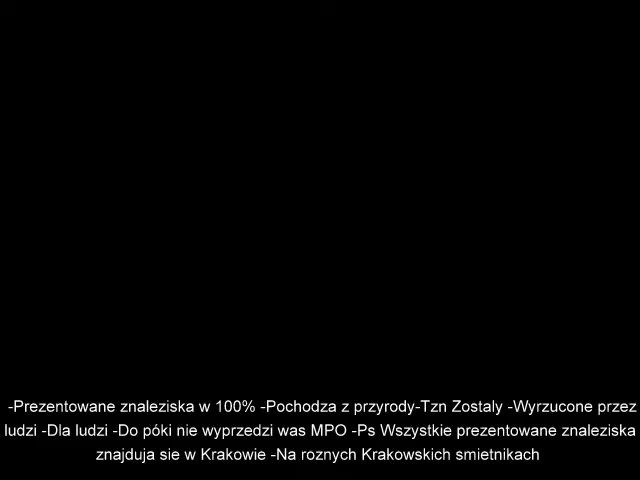 -Prezentowane znaleziska w 100% -Pochodza z przyrody-Tzn Zostaly -Wyrzucone przez
ludzi -Dla ludzi -Do póki nie wyprzedzi was MPO -Ps Wszystkie prezentowane znaleziska
znajduja sie w Krakowie -Na roznych Krakowskich smietnikach